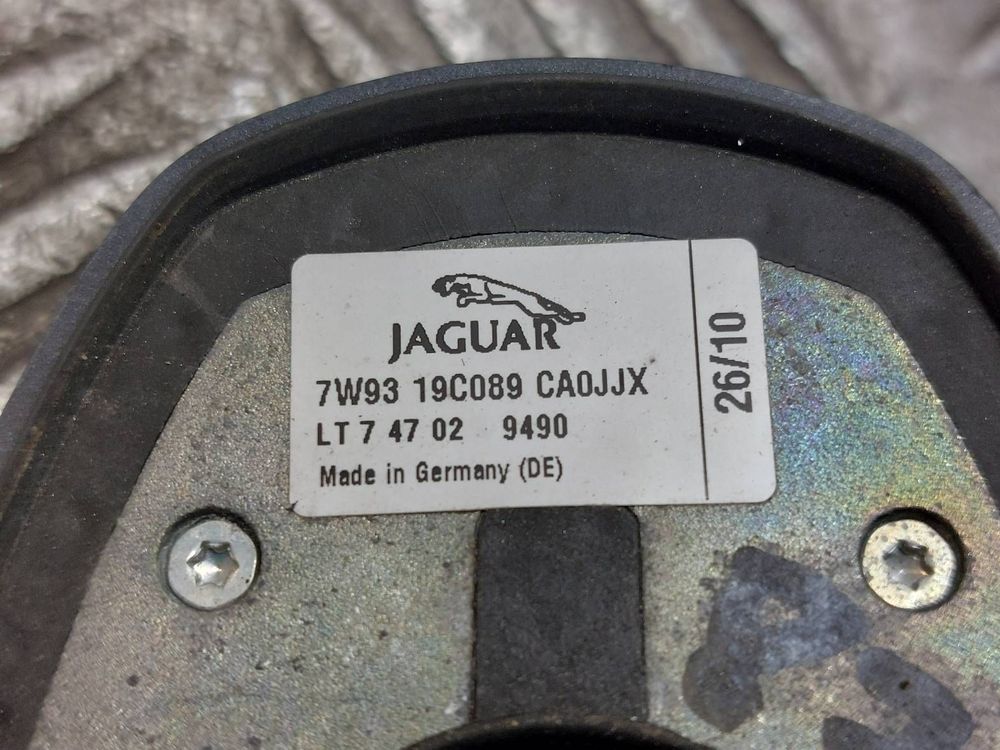 JAGUAR
7W93 19C089 CA0JJX
LT 7 47 02 9490
Made in Germany (DE)
26/10